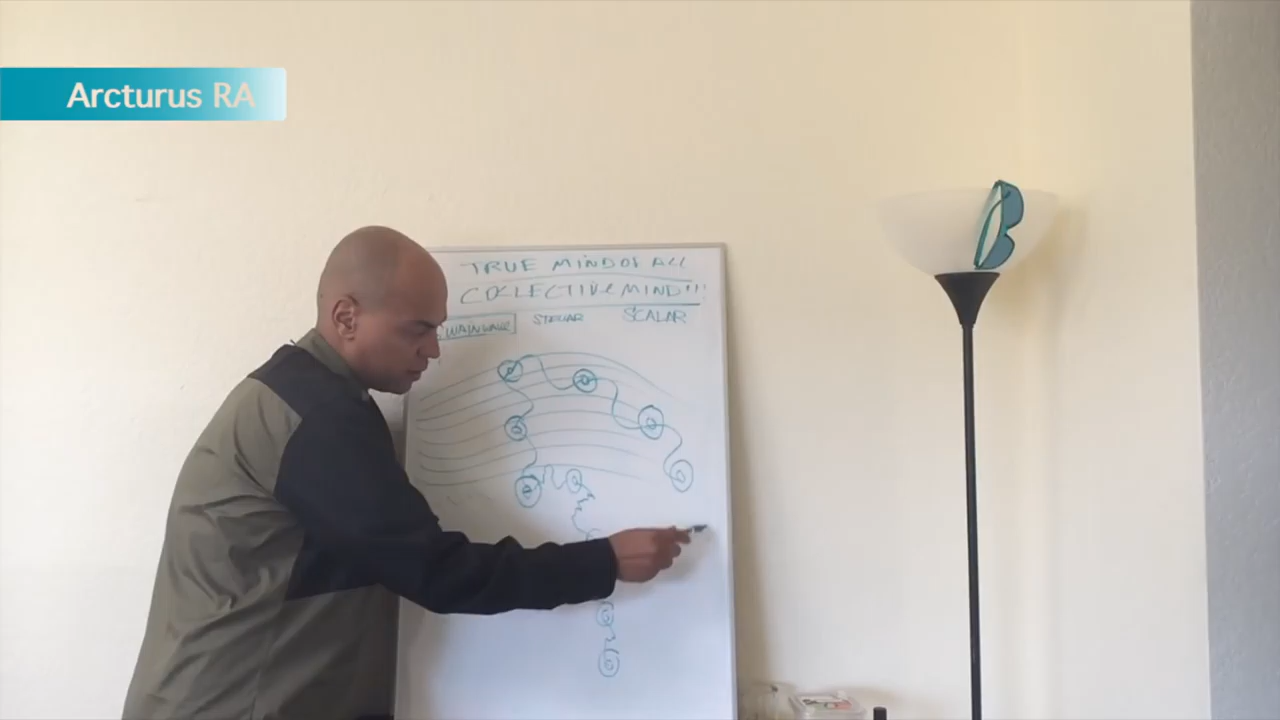 Arcturus RA
TRUE MIND OF ALL
COLLECTIVE MIND!!!
STELLAR SCALAR